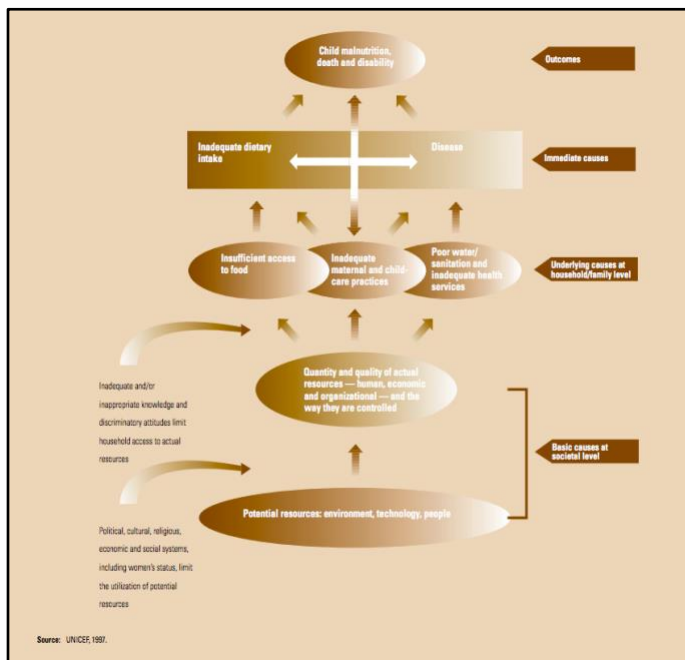 Child malnutrition,
death and disability
Outcomes
Inadequate dietary
intake
Disease
Immediate causes
Insufficient access
to food
Inadequate
maternal and child-
care practices
Poor water/
sanitation and
inadequate health
services
Underlying causes at
household/family level
Quantity and quality of actual
resources — human, economic
and organizational — and the
way they are controlled
Inadequate and/or
inappropriate knowledge and
discriminatory attitudes limit
household access to actual
resources
Basic causes at
societal level
Potential resources: environment, technology, people
Political, cultural, religious,
economic and social systems,
including women's status, limit
the utilization of potential
resources
Source: UNICEF, 1997.